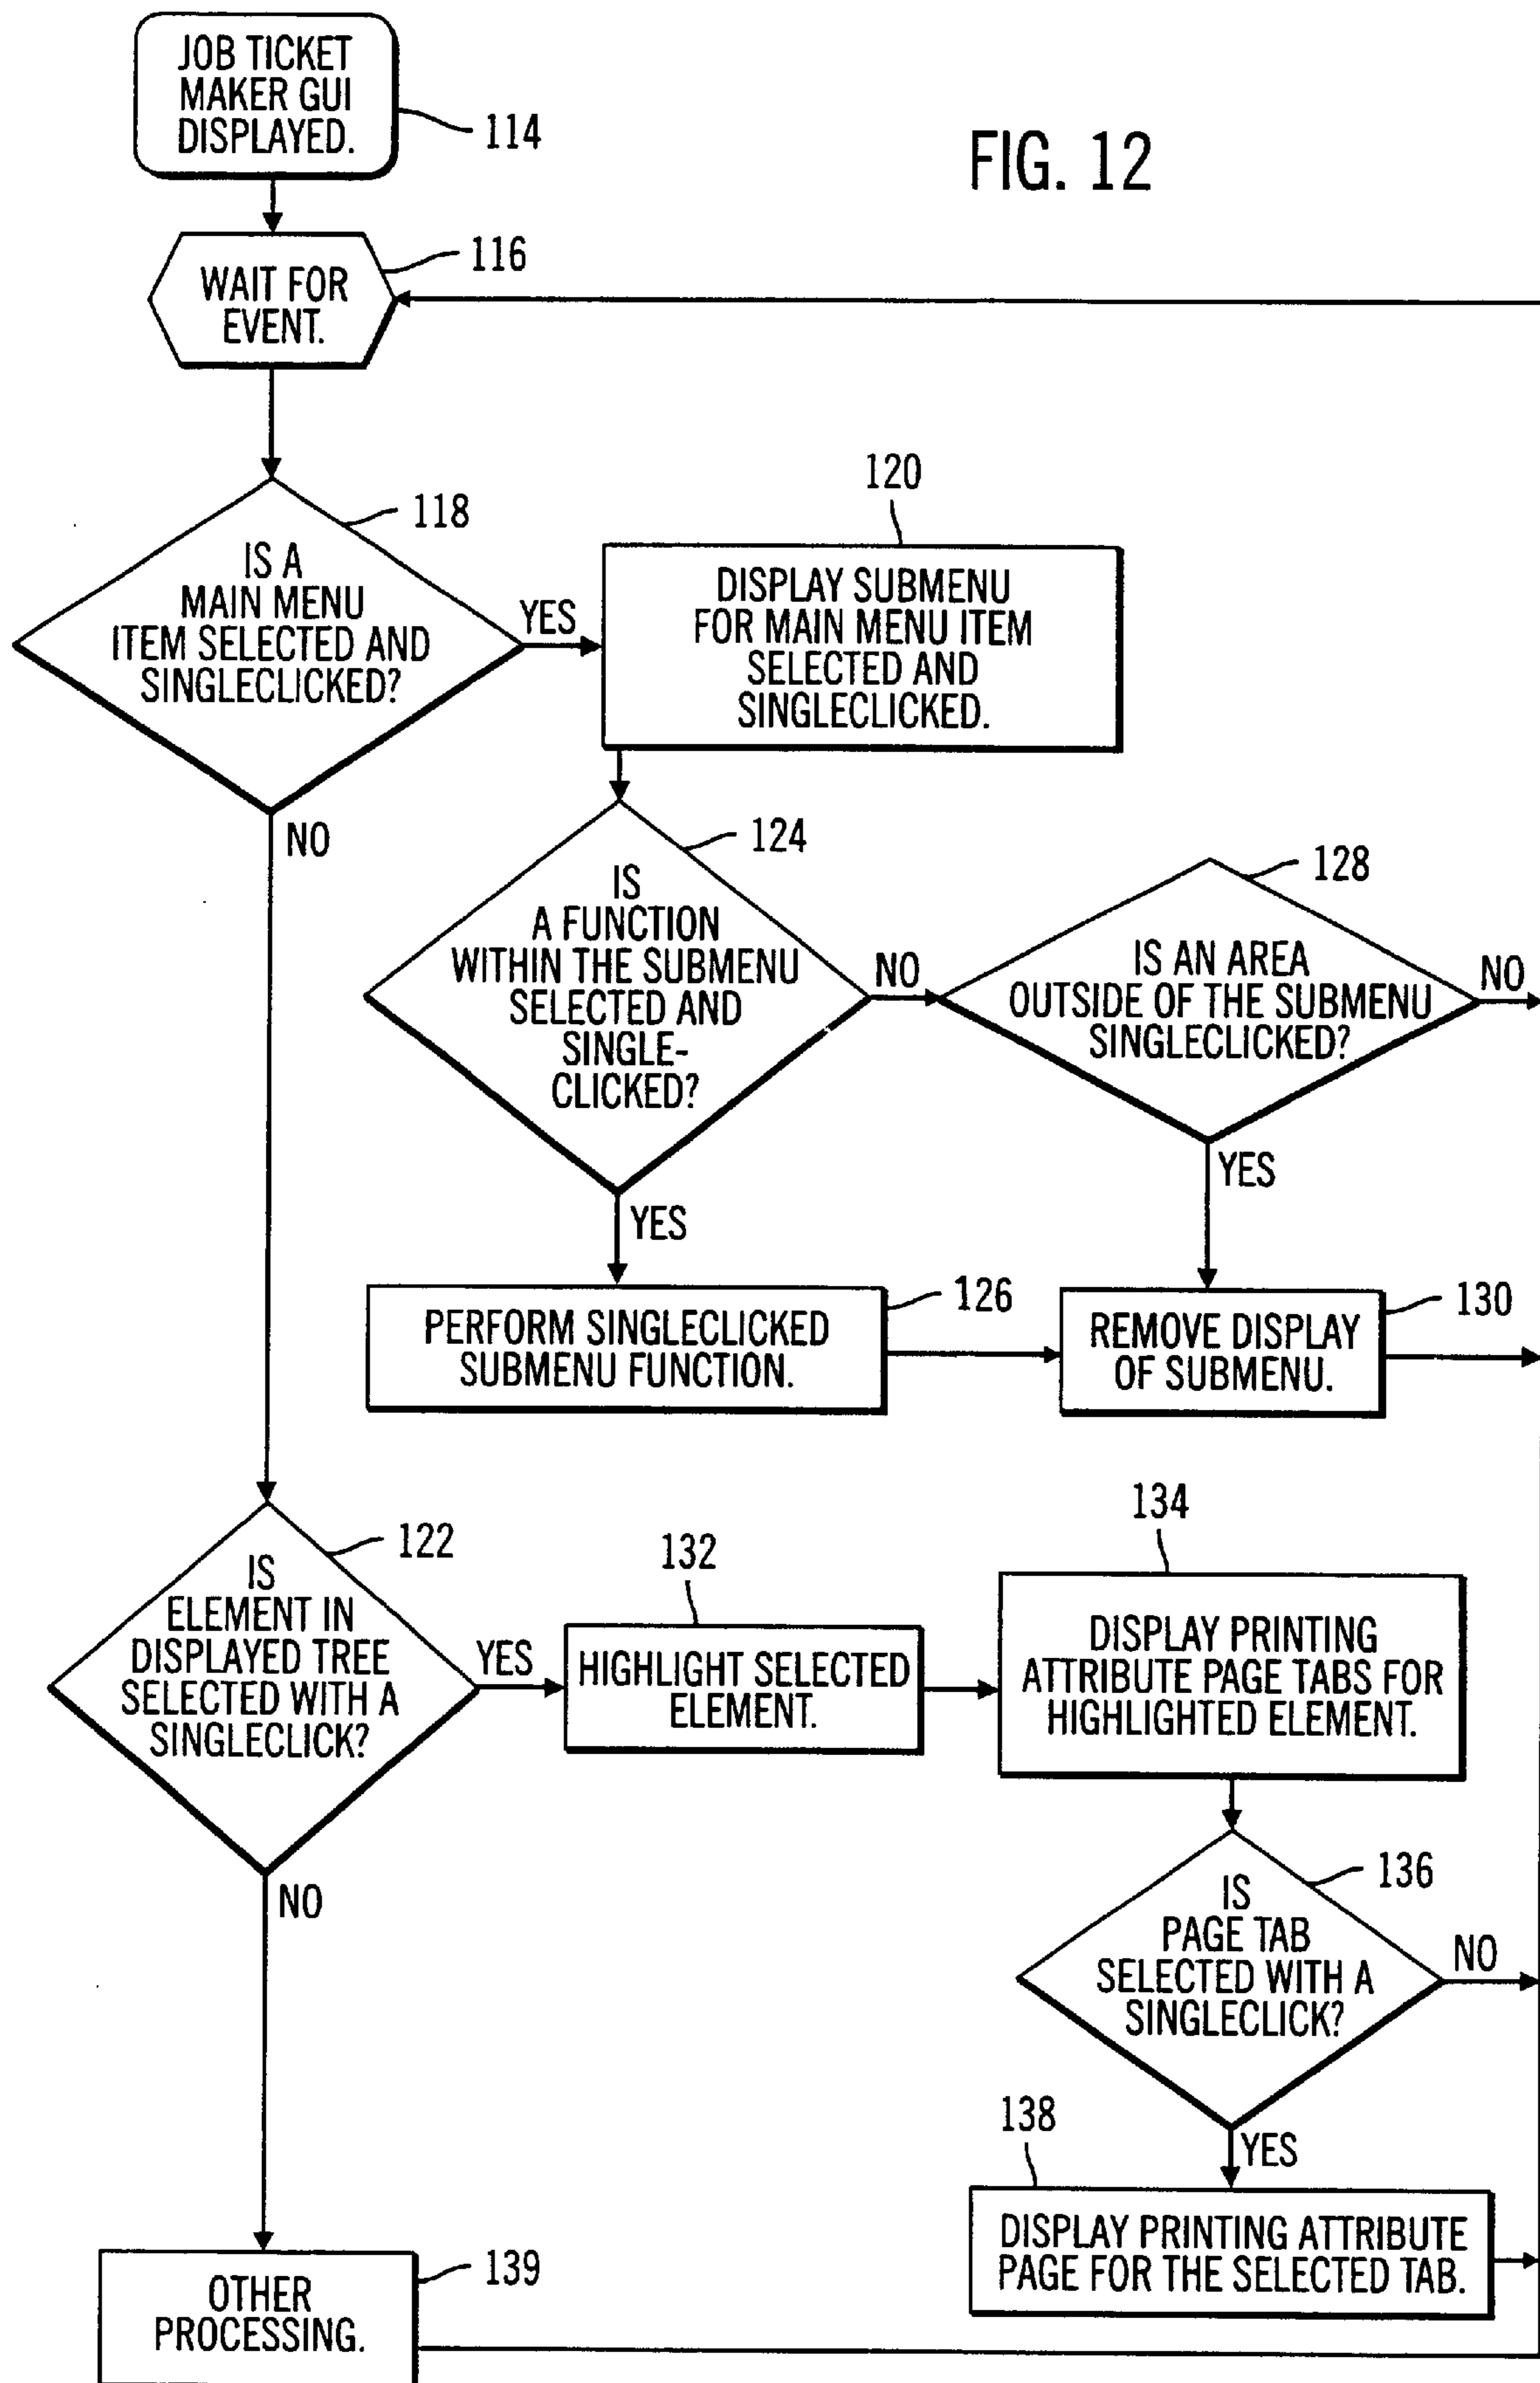 JOB TICKET
MAKER GUI
DISPLAYED.
114
FIG. 12
116
WAIT FOR
EVENT.
118
IS A
MAIN MENU
ITEM SELECTED AND
SINGLECLICKED?
YES
NO
120
DISPLAY SUBMENU
FOR MAIN MENU ITEM
SELECTED AND
SINGLECLICKED.
124
IS
A FUNCTION
WITHIN THE SUBMENU
SELECTED AND
SINGLE-
CLICKED?
NO
YES
128
IS AN AREA
OUTSIDE OF THE SUBMENU
SINGLECLICKED?
NO
YES
126
PERFORM SINGLECLICKED
SUBMENU FUNCTION.
130
REMOVE DISPLAY
OF SUBMENU.
122
IS
ELEMENT IN
DISPLAYED TREE
SELECTED WITH A
SINGLECLICK?
YES
NO
132
HIGHLIGHT SELECTED
ELEMENT.
134
DISPLAY PRINTING
ATTRIBUTE PAGE TABS FOR
HIGHLIGHTED ELEMENT.
136
IS
PAGE TAB
SELECTED WITH A
SINGLECLICK?
NO
YES
138
DISPLAY PRINTING ATTRIBUTE
PAGE FOR THE SELECTED TAB.
139
OTHER
PROCESSING.